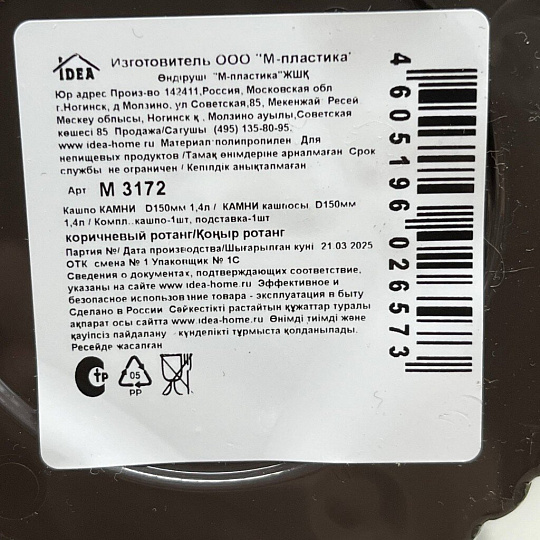 IDEA
Изготовитель ООО "М-пластика"
Өндіруші "М-пластика"ЖШҚ
Юр адрес Произ-во 142411,Россия, Московская обл
г.Ногинск, д Молзино. ул Советская,85, Мекенжай Ресей
Мәскеу облысы, Ногинск қ . Молзино ауылы,Советская
көшесі 85 Продажа/Сатушы (495) 135-80-95.
www idea-home.ru Материал полипропилен Для
непищевых продуктов /Тамақ өнімдеріне арналмаған Срок
службы не ограничен / Кепілдік анықталмаған
Арт М 3172
Кашпо КАМНИ D150мм 1,4л / КАМНИ кашпосы D150мм
1,4л / Компл..кашпо-1шт, подставка-1шт
коричневый ротанг/Қоңыр ротанг
Партия №/ Дата производства/Шығарылған күні 21.03 2025
ОТК смена № 1 Упаковщик № 1С
Сведения о документах, подтверждающих соответствие,
указаны на сайте www idea-home.ru Эффективное и
безопасное использование товара - эксплуатация в быту
Сделано в России Сәйкестікті растайтын құжаттар туралы
ақпарат осы сайтта www idea-home.ru Өнімді тиімді және
қауіпсіз пайдалану - күнделікті тұрмыста қолданылады.
Ресейде жасалған
05
PP
4 605196 026573